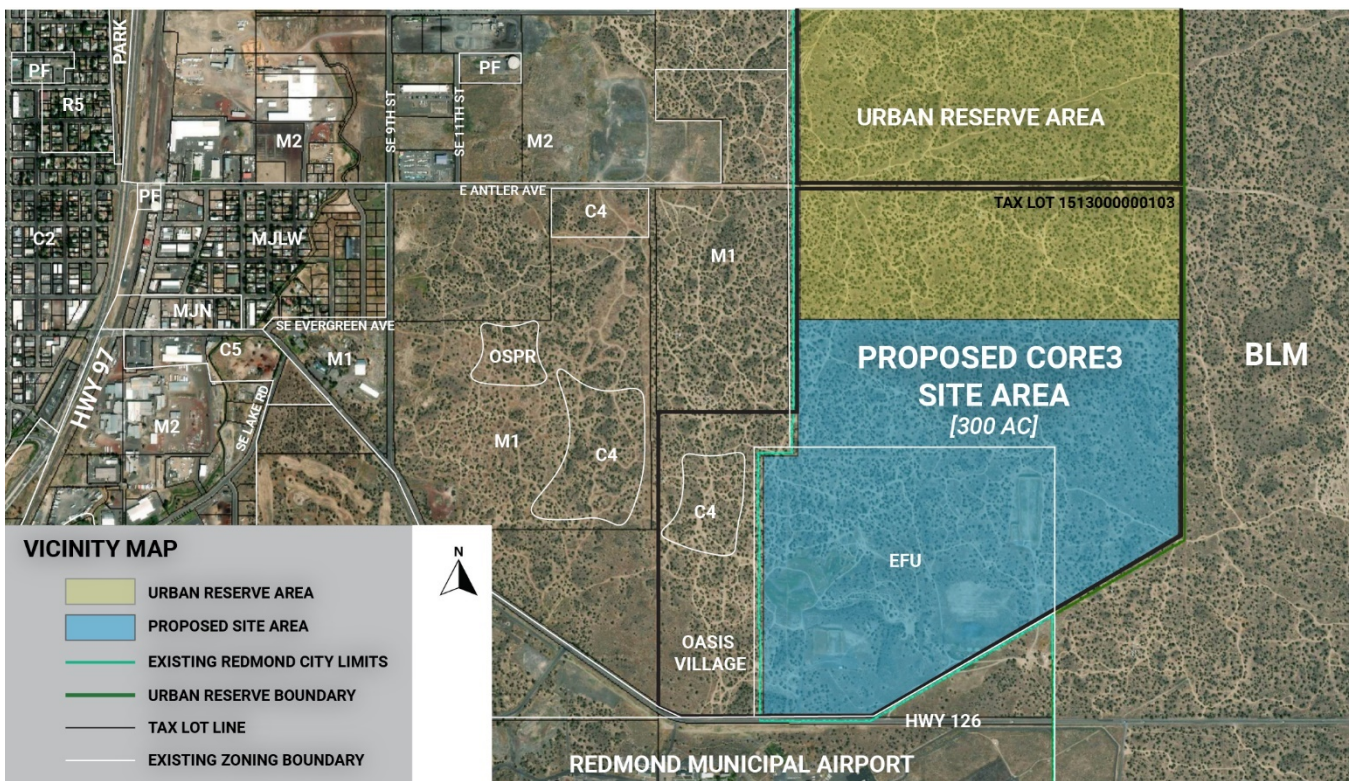 PARK
PF
R5
PF
SE 9TH ST
SE 11TH ST
M2
M2
URBAN RESERVE AREA
E ANTLER AVE
PF
TAX LOT 1513000000103
C4
C2
MJLW
M1
MJN
SE EVERGREEN AVE
C5
M1
OSPR
HWY 97
PROPOSED CORE3
SITE AREA
[300 AC]
BLM
SE LAKE RD
M2
M1
C4
C4
EFU
OASIS
VILLAGE
HWY 126
REDMOND MUNICIPAL AIRPORT
VICINITY MAP
URBAN RESERVE AREA
PROPOSED SITE AREA
EXISTING REDMOND CITY LIMITS
URBAN RESERVE BOUNDARY
TAX LOT LINE
EXISTING ZONING BOUNDARY
N